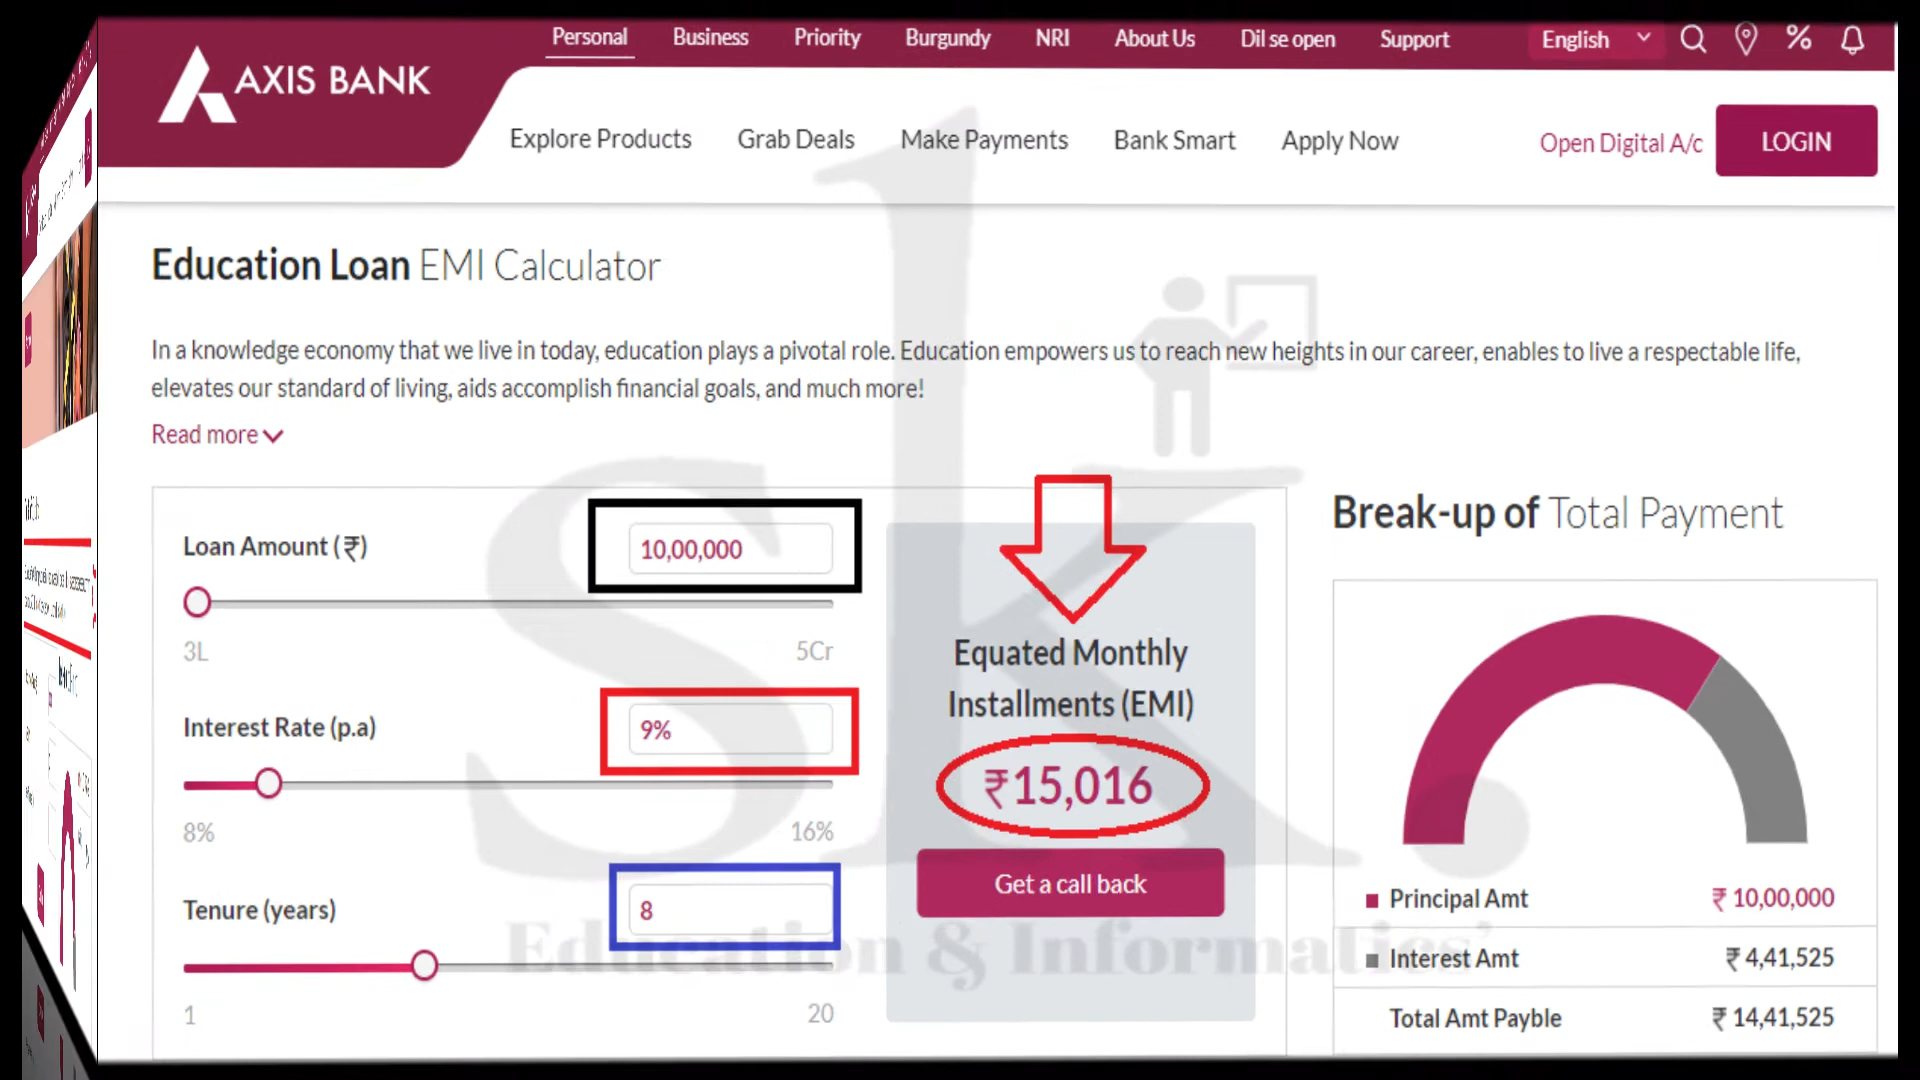 Personal Business Priority Burgundy NRI About Us Dil se open Support English
AXIS BANK
Explore Products Grab Deals Make Payments Bank Smart Apply Now Open Digital A/c LOGIN
Education Loan EMI Calculator
In a knowledge economy that we live in today, education plays a pivotal role. Education empowers us to reach new heights in our career, enables to live a respectable life,
elevates our standard of living, aids accomplish financial goals, and much more!
Read more
Loan Amount (₹) 10,00,000
3L 5Cr
Interest Rate (p.a) 9%
8% 16%
Tenure (years) 8
1 20
Equated Monthly
Installments (EMI)
₹15,016
Get a call back
Break-up of Total Payment
Principal Amt ₹ 10,00,000
Interest Amt ₹ 4,41,525
Total Amt Payble ₹ 14,41,525
sk.
Education & Informatics'